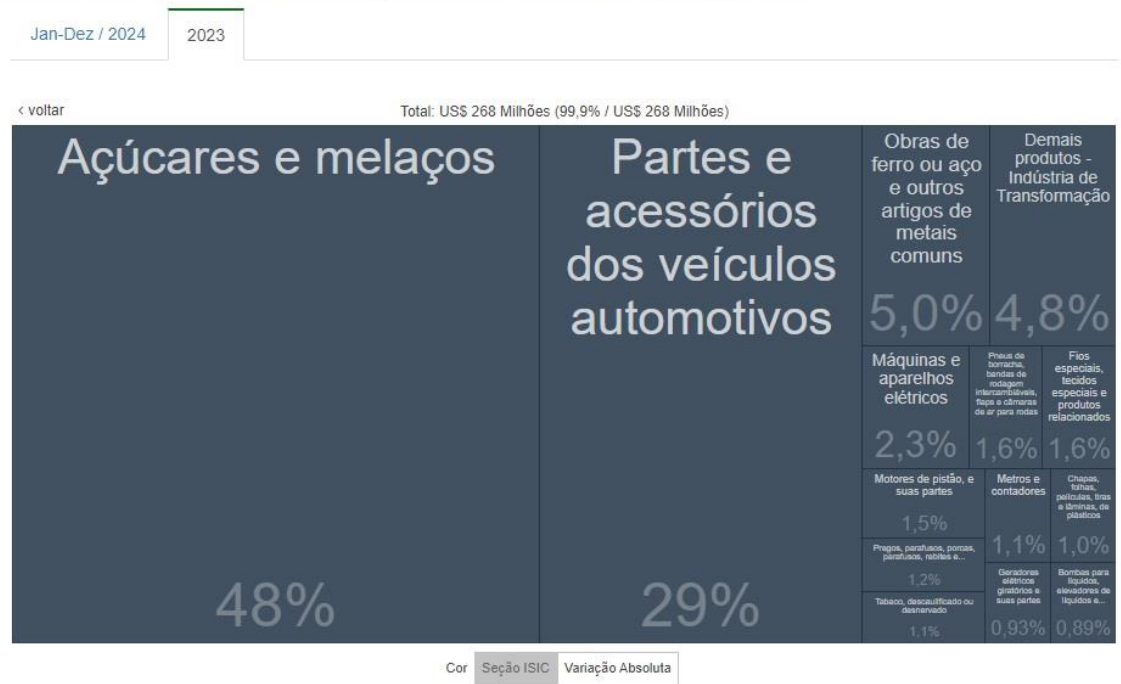 Jan-Dez / 2024
2023
< voltar
Total: US$ 268 Milhões (99,9% / US$ 268 Milhões)
Açúcares e melaços
48%
Partes e
acessórios
dos veículos
automotivos
29%
Obras de
ferro ou aço
e outros
artigos de
metais
comuns
5,0%
Demais
produtos -
Indústria de
Transformação
4,8%
Máquinas e
aparelhos
elétricos
2,3%
Pneus de
borracha,
bandas de
rodagem
intercambiáveis,
flaps e câmaras
de ar para rodas
1,6%
Fios
especiais,
tecidos
especiais e
produtos
relacionados
1,6%
Motores de pistão, e
suas partes
1,5%
Pregos, parafusos, porcas,
parafusos, rebites e...
1,2%
Tabaco, descaulificado ou
desnervado
1,1%
Metros e
contadores
1,1%
Chapas,
folhas,
películas, tiras
e lâminas, de
plásticos
1,0%
Geradores
elétricos
giratórios e
suas partes
0,93%
Bombas para
líquidos,
elevadores de
líquidos e...
0,89%
Cor
Seção ISIC
Variação Absoluta